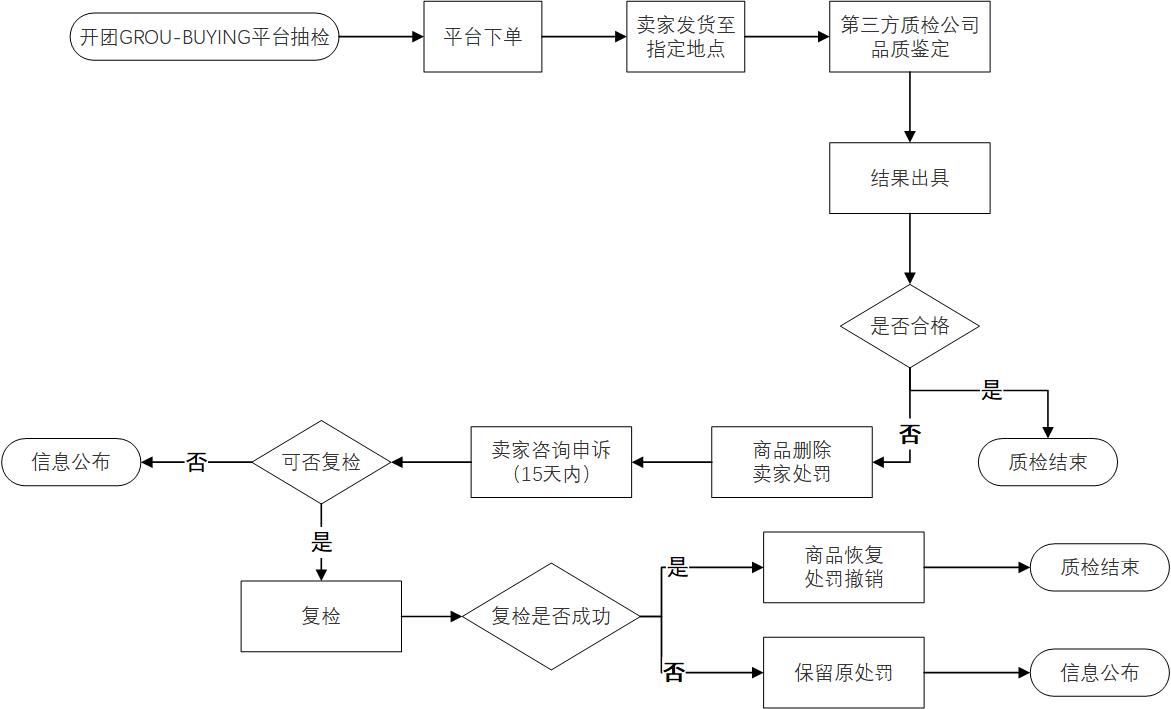 开团GROU-BUYING平台抽检
平台下单
卖家发货至
指定地点
第三方质检公司
品质鉴定
结果出具
是否合格
是
否
质检结束
商品删除
卖家处罚
卖家咨询申诉
（15天内）
可否复检
否
信息公布
是
复检
复检是否成功
是
商品恢复
处罚撤销
质检结束
否
保留原处罚
信息公布